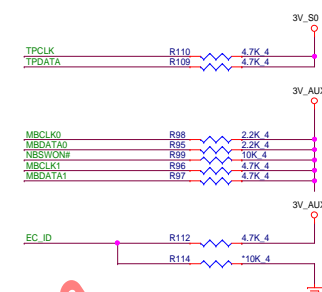 3V_S0
TPCLK R110 4.7K_4
TPDATA R109 4.7K_4
3V_AUX
MBCLK0 R98 2.2K_4
MBDATA0 R95 2.2K_4
NBSWON# R99 10K_4
MBCLK1 R96 4.7K_4
MBDATA1 R97 4.7K_4
3V_AUX
EC_ID R112 4.7K_4
R114 *10K_4